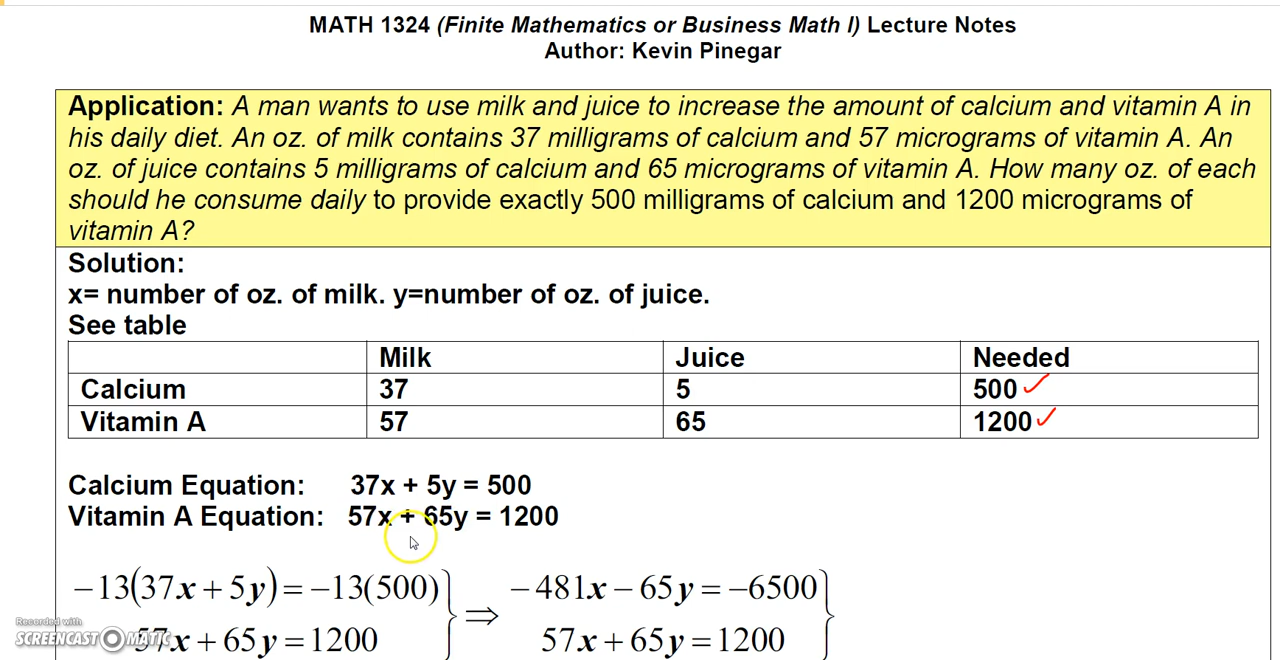 MATH 1324 (Finite Mathematics or Business Math I) Lecture Notes
Author: Kevin Pinegar
Application: A man wants to use milk and juice to increase the amount of calcium and vitamin A in
his daily diet. An oz. of milk contains 37 milligrams of calcium and 57 micrograms of vitamin A. An
oz. of juice contains 5 milligrams of calcium and 65 micrograms of vitamin A. How many oz. of each
should he consume daily to provide exactly 500 milligrams of calcium and 1200 micrograms of
vitamin A?
Solution:
x= number of oz. of milk. y=number of oz. of juice.
See table
Milk Juice Needed
Calcium 37 5 500
Vitamin A 57 65 1200
Calcium Equation: 37x + 5y = 500
Vitamin A Equation: 57x + 65y = 1200
−13(37x + 5y) = −13(500) ⇒ −481x − 65y = −6500
57x + 65y = 1200 57x + 65y = 1200
Recorded with
SCREENCAST O MATIC